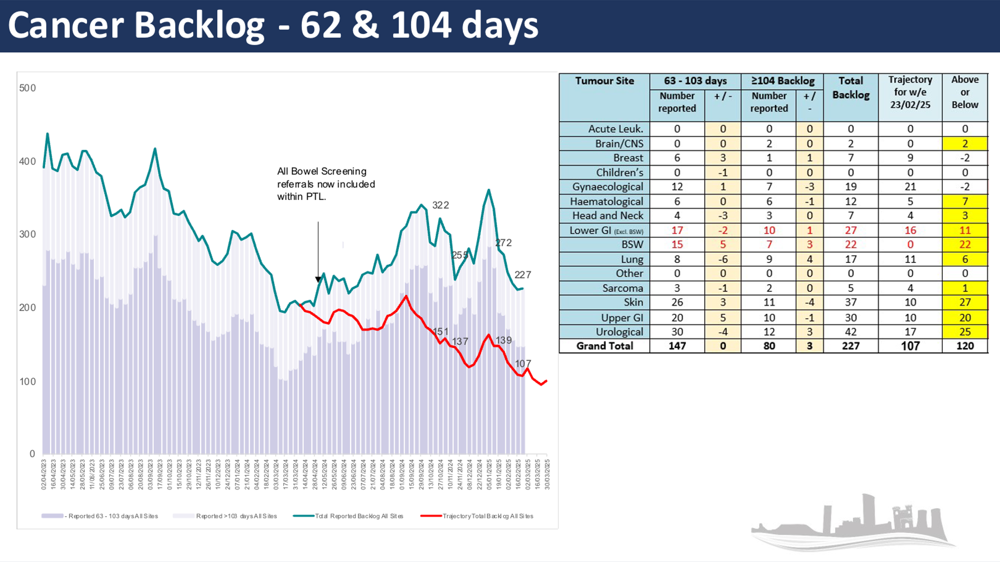 Cancer Backlog - 62 & 104 days
500
400
300
200
100
0
All Bowel Screening
referrals now included
within PTL.
322
272
255
227
151
137
139
107
02/04/2023
16/04/2023
30/04/2023
14/05/2023
28/05/2023
11/06/2023
25/06/2023
09/07/2023
23/07/2023
06/08/2023
20/08/2023
03/09/2023
17/09/2023
01/10/2023
15/10/2023
29/10/2023
12/11/2023
26/11/2023
10/12/2023
24/12/2023
07/01/2024
21/01/2024
04/02/2024
18/02/2024
03/03/2024
17/03/2024
31/03/2024
14/04/2024
28/04/2024
12/05/2024
26/05/2024
09/06/2024
23/06/2024
07/07/2024
21/07/2024
04/08/2024
18/08/2024
01/09/2024
15/09/2024
29/09/2024
13/10/2024
27/10/2024
10/11/2024
24/11/2024
08/12/2024
22/12/2024
05/01/2025
19/01/2025
02/02/2025
16/02/2025
02/03/2025
16/03/2025
30/03/2025
- Reported 63 - 103 days All Sites
Reported >103 days All Sites
Total Reported Backlog All Sites
Trajectory Total Backlog All Sites
Tumour Site 63 - 103 days ≥104 Backlog Total Backlog Trajectory for w/e 23/02/25 Above or Below
Number reported + / - Number reported + / -
Acute Leuk. 0 0 0 0 0 0 0
Brain/CNS 0 0 2 0 2 0 2
Breast 6 3 1 1 7 9 -2
Children's 0 -1 0 0 0 0 0
Gynaecological 12 1 7 -3 19 21 -2
Haematological 6 0 6 -1 12 5 7
Head and Neck 4 -3 3 0 7 4 3
Lower GI (Excl. BSW) 17 -2 10 1 27 16 11
BSW 15 5 7 3 22 0 22
Lung 8 -6 9 4 17 11 6
Other 0 0 0 0 0 0 0
Sarcoma 3 -1 2 0 5 4 1
Skin 26 3 11 -4 37 10 27
Upper GI 20 5 10 -1 30 10 20
Urological 30 -4 12 3 42 17 25
Grand Total 147 0 80 3 227 107 120